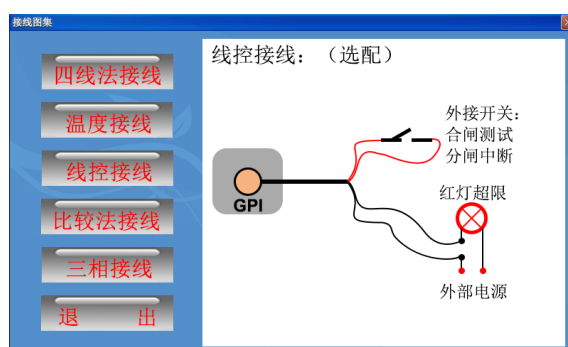 接线图集
四线法接线
温度接线
线控接线
比较法接线
三相接线
退 出
线控接线：（选配）
外接开关：
合闸测试
分闸中断
GPI
红灯超限
外部电源